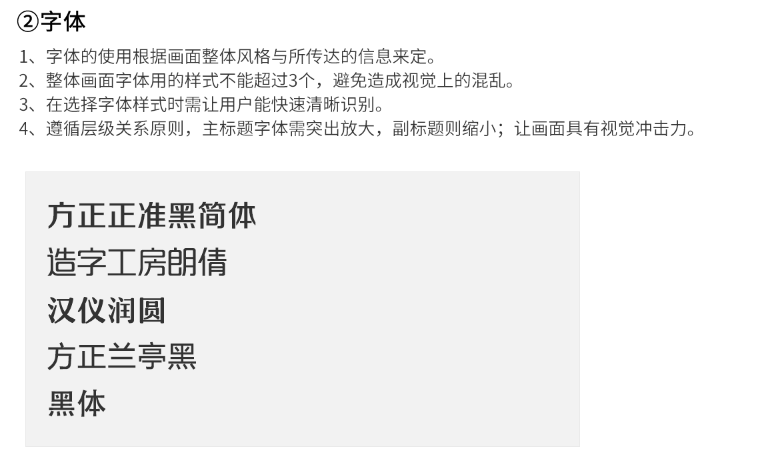 ②字体
1、字体的使用根据画面整体风格与所传达的信息来定。
2、整体画面字体用的样式不能超过3个，避免造成视觉上的混乱。
3、在选择字体样式时需让用户能快速清晰识别。
4、遵循层级关系原则，主标题字体需突出放大，副标题则缩小；让画面具有视觉冲击力。
方正正准黑简体
造字工房朗倩
汉仪润圆
方正兰亭黑
黑体